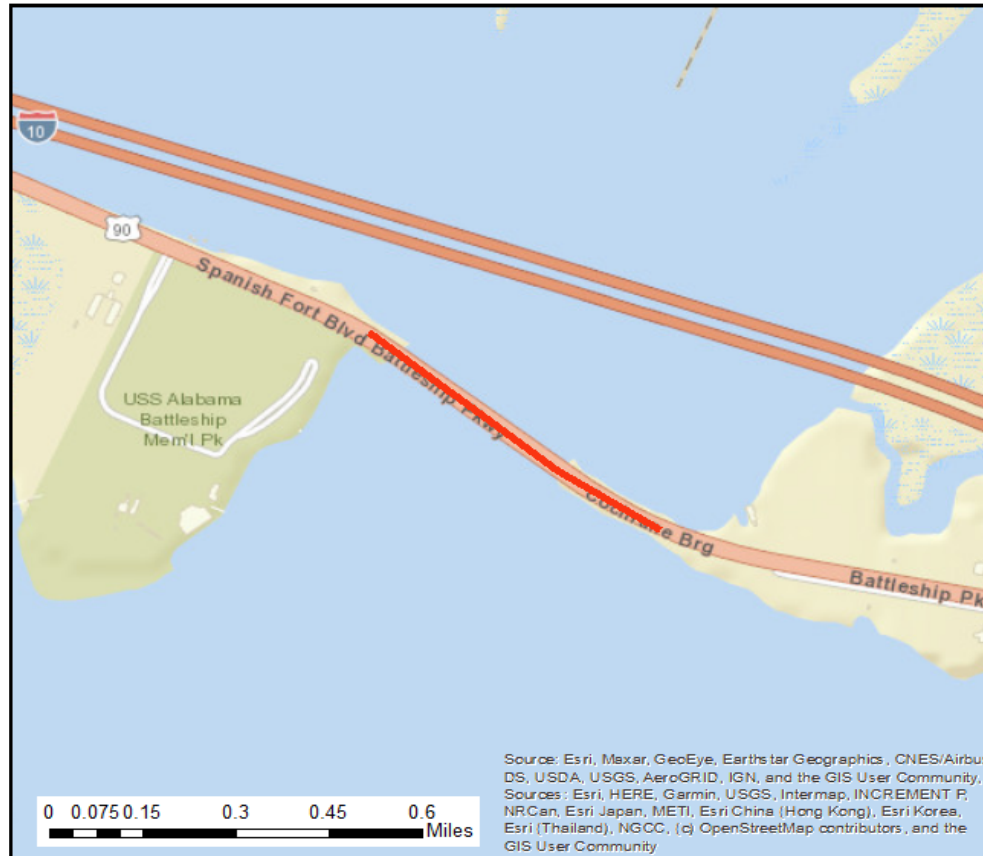 10
90
Spanish Fort Blvd Battleship Pkwy
USS Alabama
Battleship
Mem'l Pk
Cochrane Brg
Battleship Pk
Source: Esri, Maxar, GeoEye, Earthstar Geographics, CNES/Airbu
DS, USDA, USGS, AeroGRID, IGN, and the GIS User Community,
Sources: Esri, HERE, Garmin, USGS, Intermap, INCREMENT P,
NRCan, Esri Japan, METI, Esri China (Hong Kong), Esri Korea,
Esri (Thailand), NGCC, (c) OpenStreetMap contributors, and the
GIS User Community
0 0.075 0.15 0.3 0.45 0.6
Miles